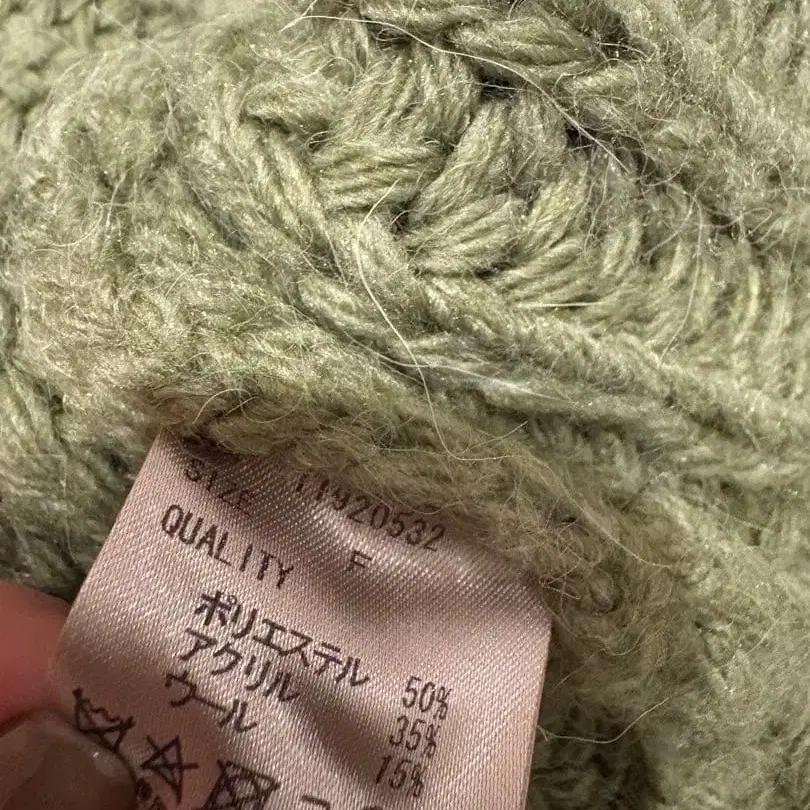 11920532
SIZE F
QUALITY
ポリエステル 50%
アクリル 35%
ウール 15%